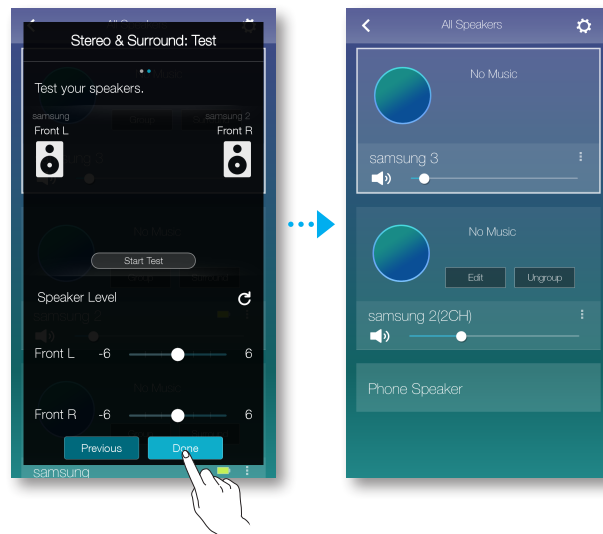 Stereo & Surround: Test
Test your speakers.
samsung
samsung 2
Front L
Front R
Start Test
Speaker Level
Front L -6 6
Front R -6 6
Previous
Done
samsung
All Speakers
No Music
samsung 3
No Music
Edit
Ungroup
samsung 2(2CH)
Phone Speaker